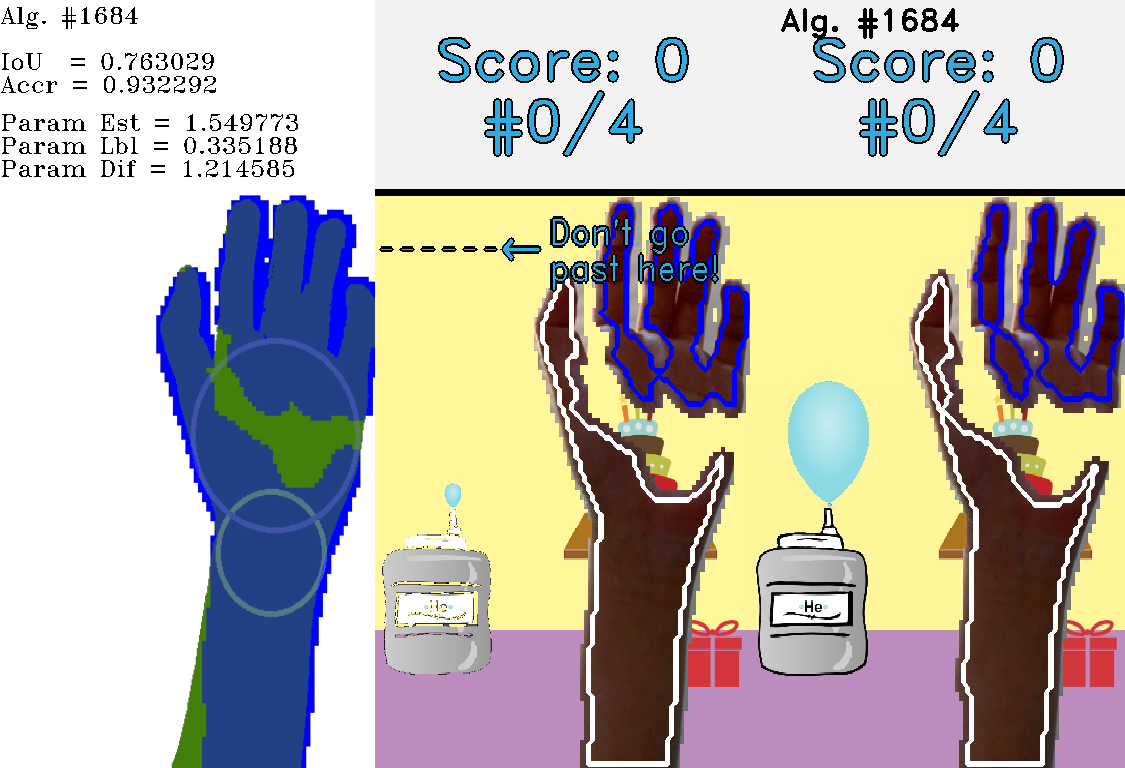 Alg. #1684
IoU = 0.763029
Accr = 0.932292
Param Est = 1.549773
Param Lbl = 0.335188
Param Dif = 1.214585
Score: 0
#0/4
Don't go
past here!
He
Alg. #1684
Score: 0
#0/4
He